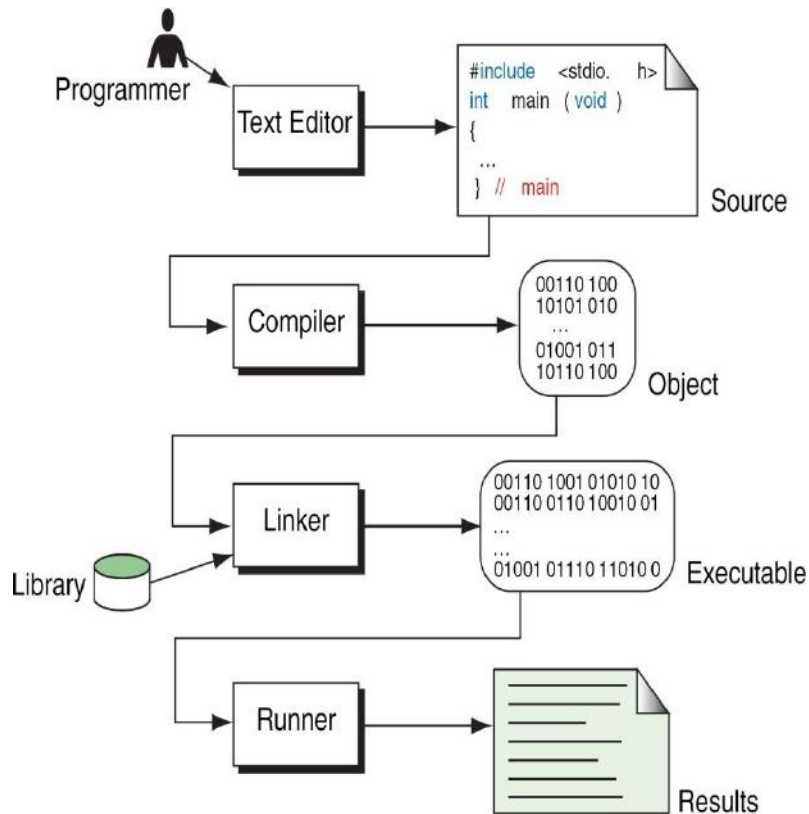 Programmer
Text Editor
#include <stdio. h>
int main ( void )
{
...
} // main
Source
Compiler
00110 100
10101 010
...
01001 011
10110 100
Object
Linker
Library
00110 1001 01010 10
00110 0110 10010 01
...
...
01001 01110 11010 0
Executable
Runner
Results